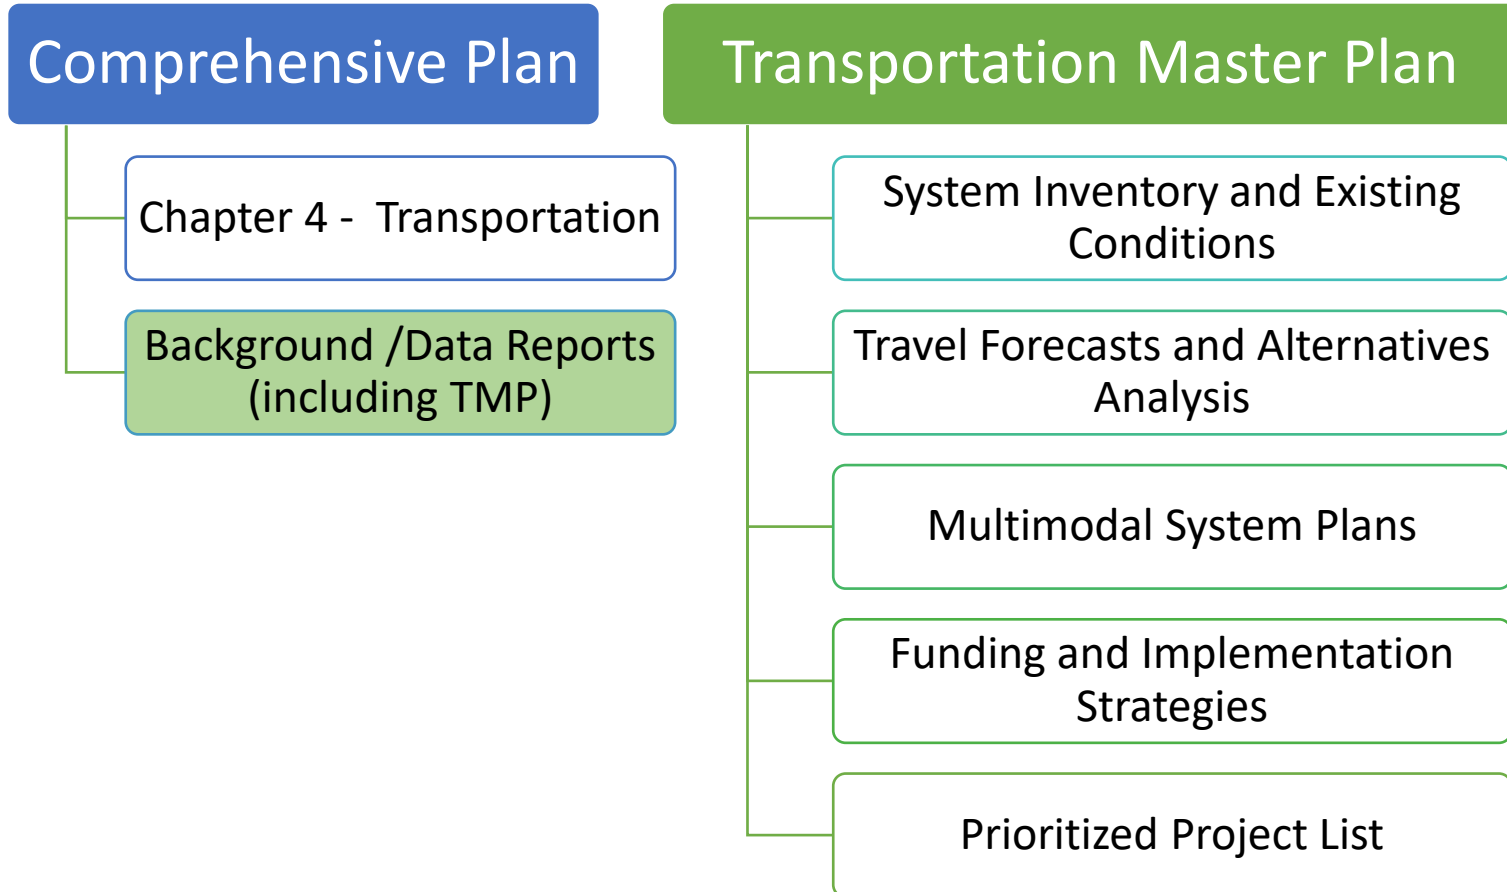 Comprehensive Plan
Chapter 4 -  Transportation
Background /Data Reports
(including TMP)
Transportation Master Plan
System Inventory and Existing
Conditions
Travel Forecasts and Alternatives
Analysis
Multimodal System Plans
Funding and Implementation
Strategies
Prioritized Project List